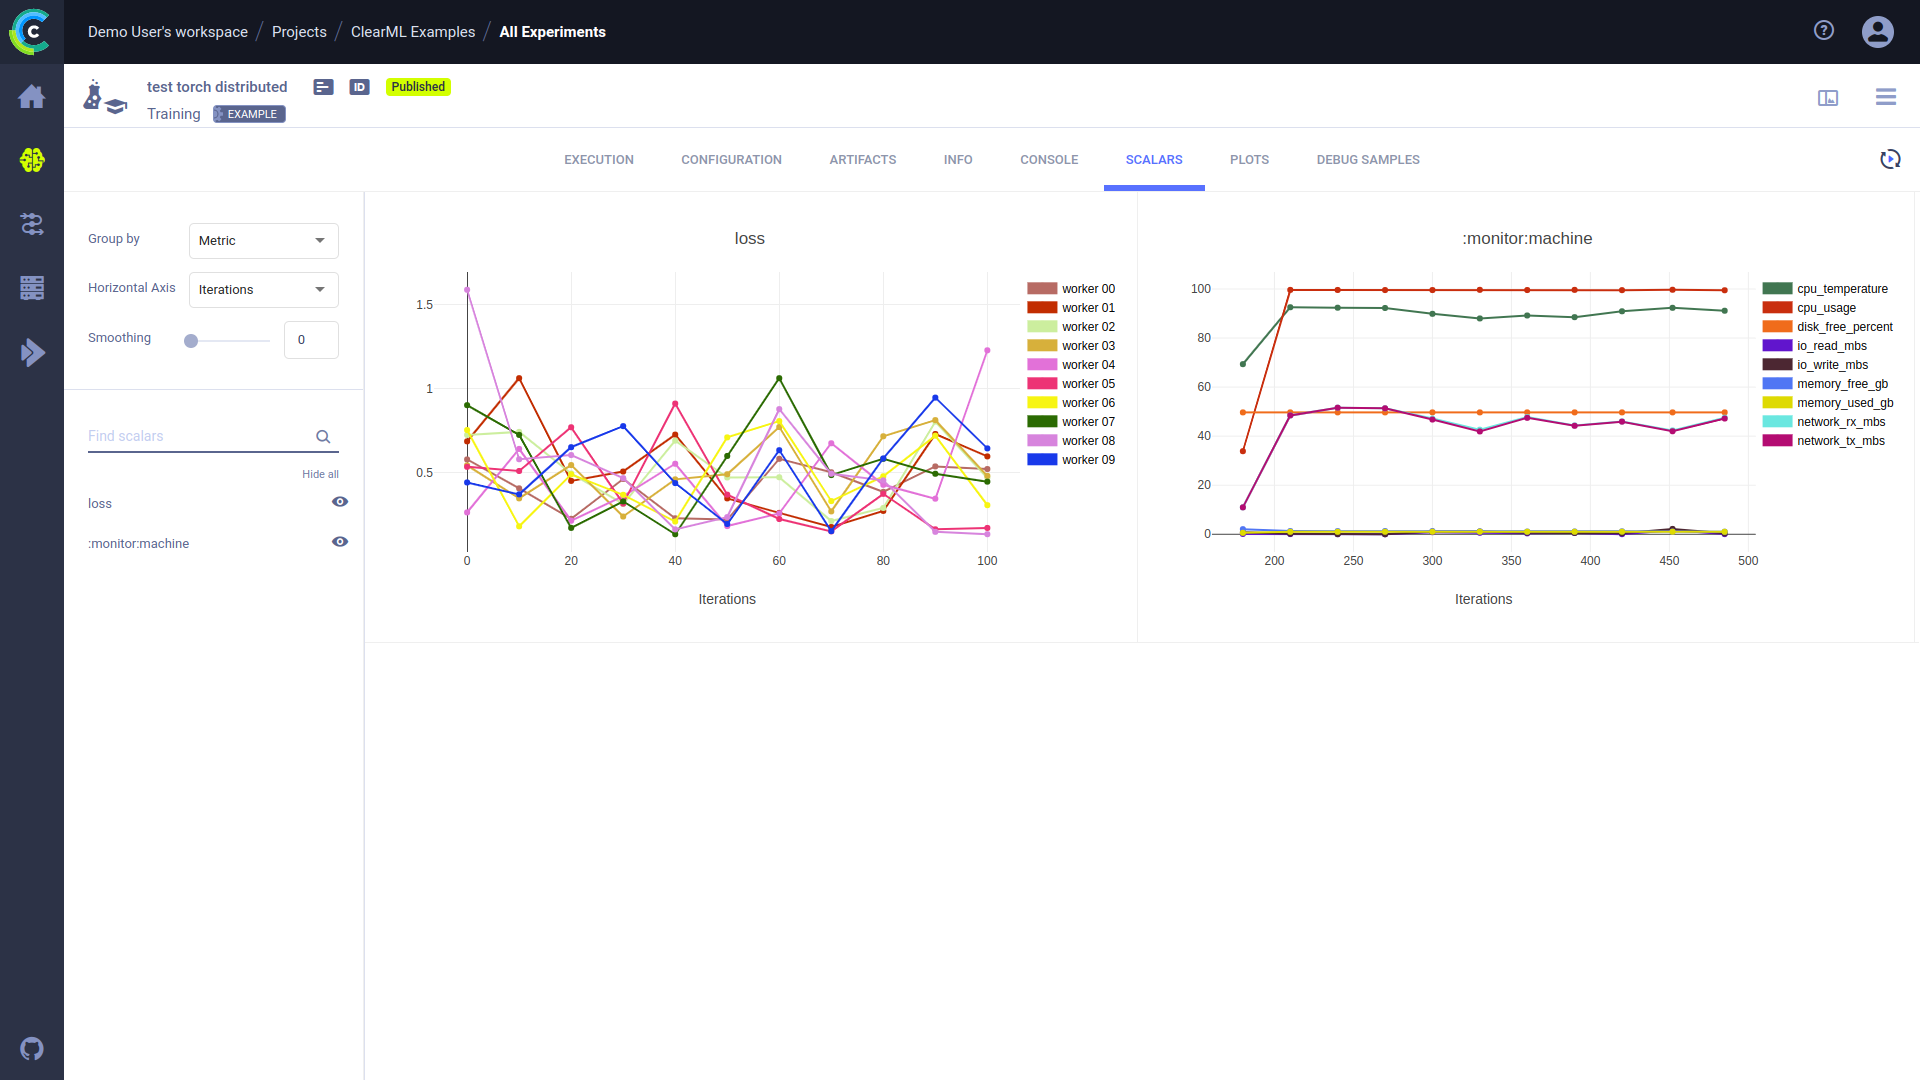 Demo User's workspace / Projects / ClearML Examples / All Experiments
test torch distributed ID Published
Training EXAMPLE
EXECUTION CONFIGURATION ARTIFACTS INFO CONSOLE SCALARS PLOTS DEBUG SAMPLES
Group by Metric
Horizontal Axis Iterations
Smoothing 0
Find scalars
Hide all
loss
:monitor:machine
loss
1.5
1
0.5
0 20 40 60 80 100
Iterations
worker 00
worker 01
worker 02
worker 03
worker 04
worker 05
worker 06
worker 07
worker 08
worker 09
:monitor:machine
100
80
60
40
20
0
200 250 300 350 400 450 500
Iterations
cpu_temperature
cpu_usage
disk_free_percent
io_read_mbs
io_write_mbs
memory_free_gb
memory_used_gb
network_rx_mbs
network_tx_mbs